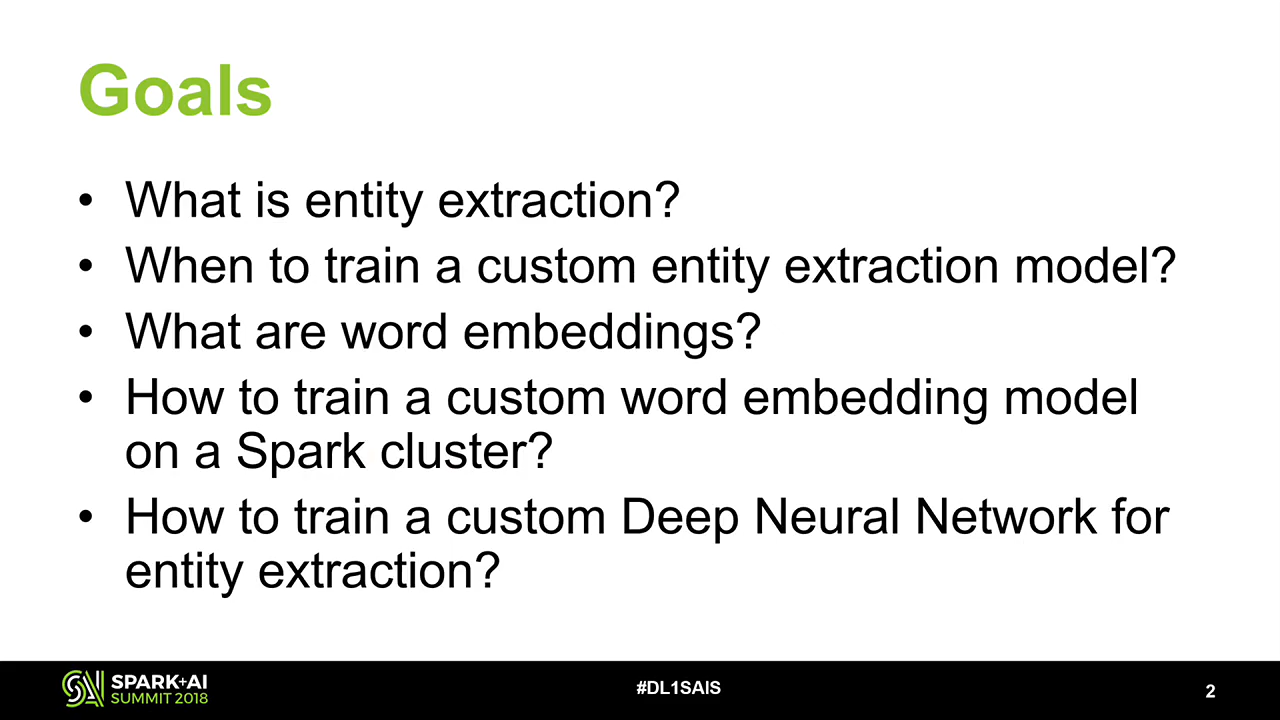 Goals
• What is entity extraction?
• When to train a custom entity extraction model?
• What are word embeddings?
• How to train a custom word embedding model
on a Spark cluster?
• How to train a custom Deep Neural Network for
entity extraction?
SPARK+AI
SUMMIT 2018
#DL1SAIS
2